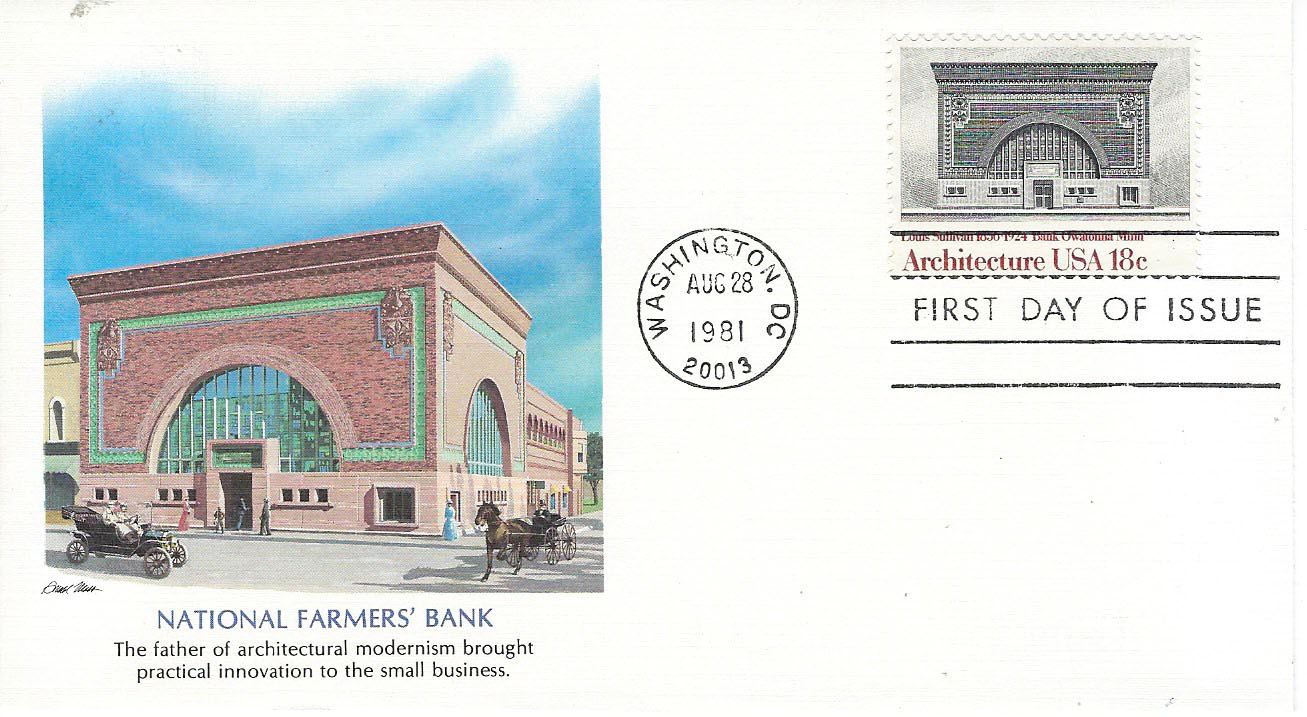 Louis Sullivan 1856-1924 Bank Owatonna Minn
Architecture USA 18c
WASHINGTON, DC
AUG 28
1981
20013
FIRST DAY OF ISSUE
NATIONAL FARMERS' BANK
The father of architectural modernism brought
practical innovation to the small business.